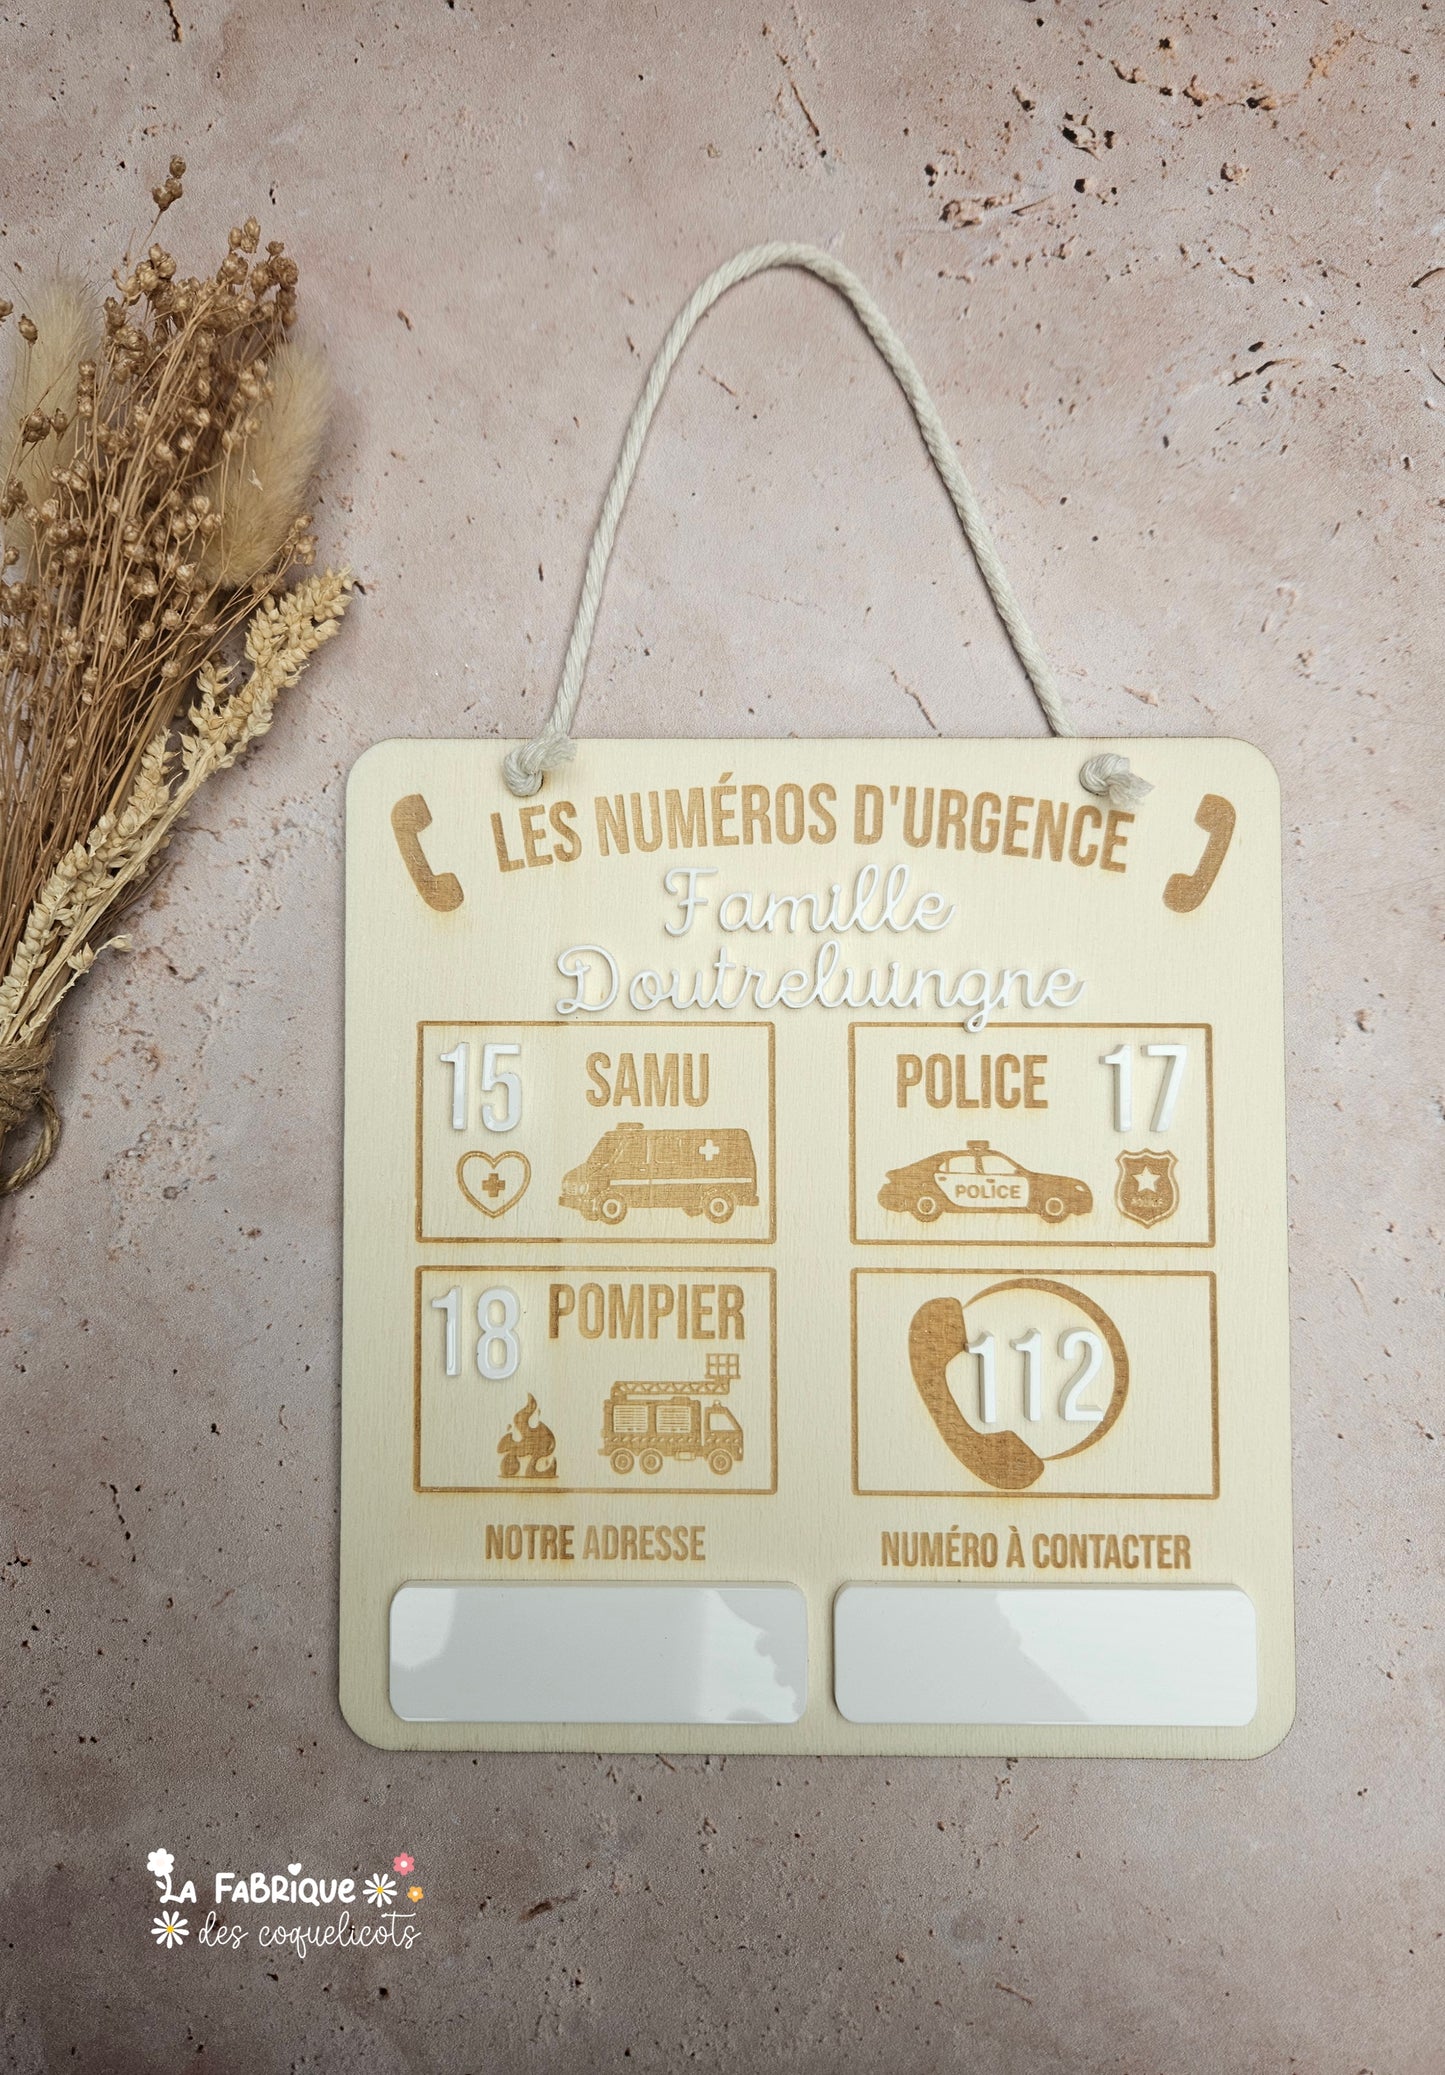 LES NUMÉROS D'URGENCE
Famille
Doutreluingne
15 SAMU
POLICE 17
POLICE
POLICE
18 POMPIER
112
NOTRE ADRESSE
NUMÉRO À CONTACTER
LA FABRIQUE
des coquelicots